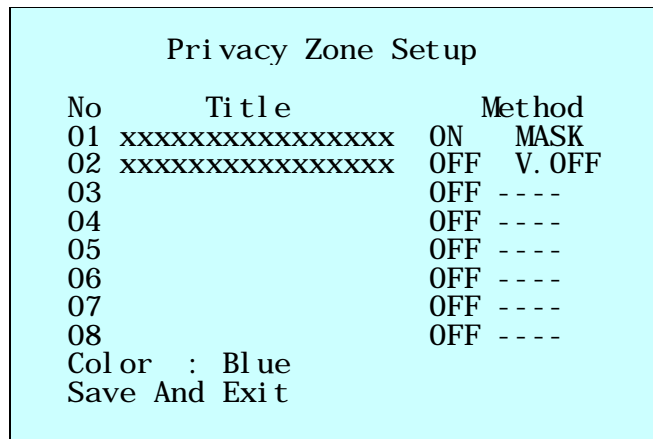 Privacy Zone Setup
No Title Method
01 xxxxxxxxxxxxxxxx ON MASK
02 xxxxxxxxxxxxxxxx OFF V.OFF
03 OFF ----
04 OFF ----
05 OFF ----
06 OFF ----
07 OFF ----
08 OFF ----
Color : Blue
Save And Exit